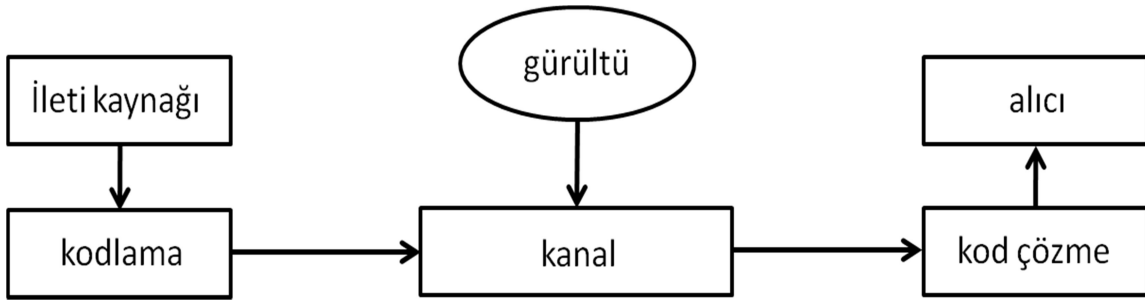 İleti kaynağı
gürültü
alıcı
kodlama
kanal
kod çözme